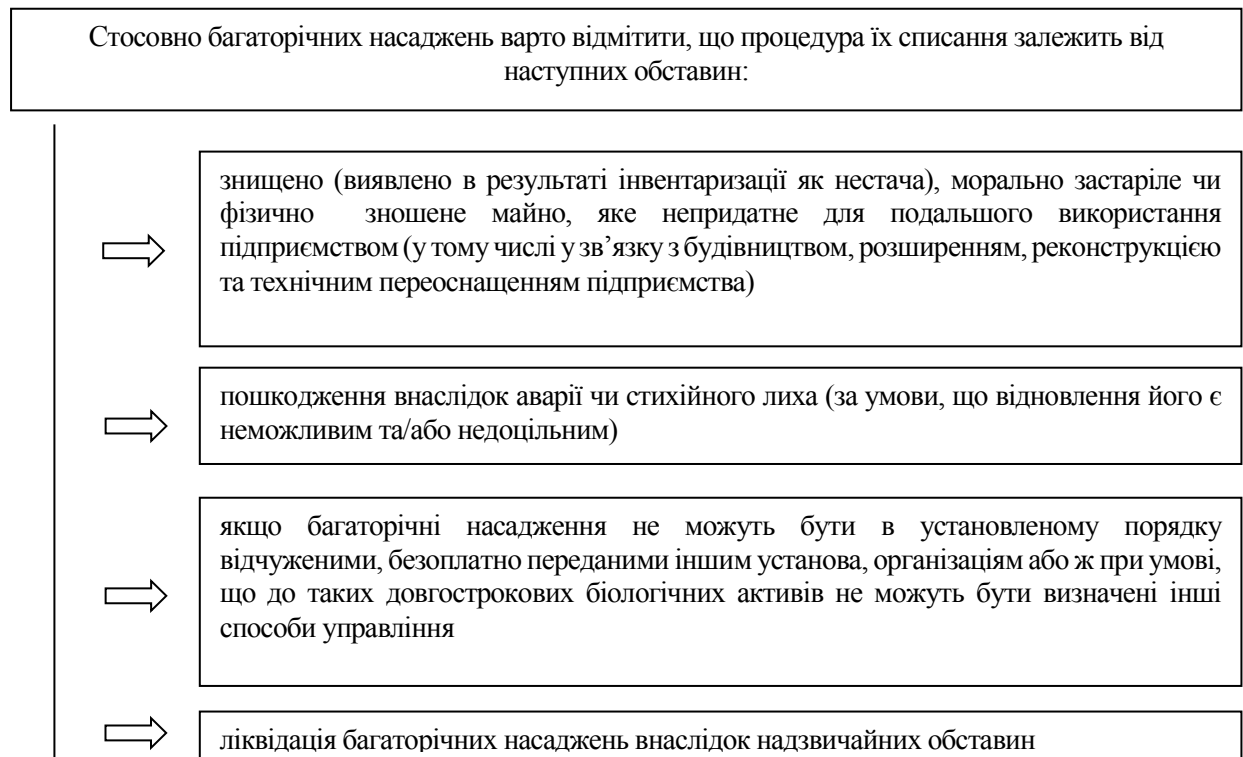 Стосовно багаторічних насаджень варто відмітити, що процедура їх списання залежить від
наступних обставин:
знищено (виявлено в результаті інвентаризації як нестача), морально застаріле чи
фізично зношене майно, яке непридатне для подальшого використання
підприємством (у тому числі у зв’язку з будівництвом, розширенням, реконструкцією
та технічним переоснащенням підприємства)
пошкодження внаслідок аварії чи стихійного лиха (за умови, що відновлення його є
неможливим та/або недоцільним)
якщо багаторічні насадження не можуть бути в установленому порядку
відчуженими, безоплатно переданими іншим установа, організаціям або ж при умові,
що до таких довгострокових біологічних активів не можуть бути визначені інші
способи управління
ліквідація багаторічних насаджень внаслідок надзвичайних обставин